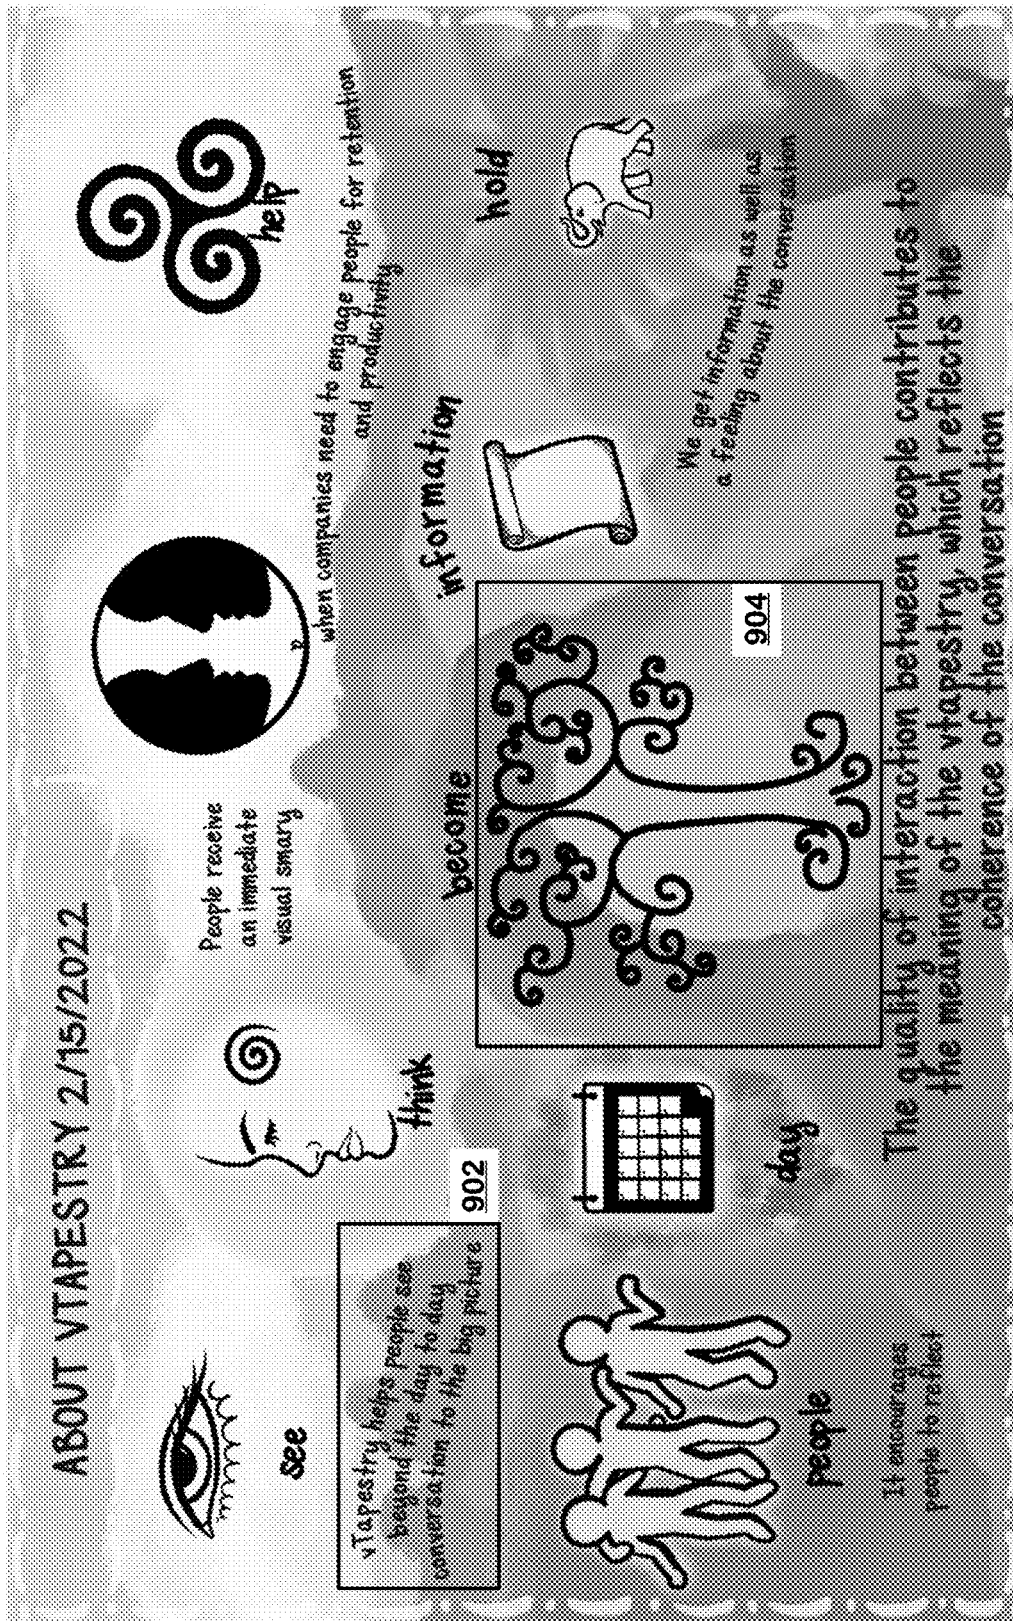 ABOUT VTAPESTRY 2/15/2022
see
think
People receive
an immediate
visual smary
help
vTapestry helps people see
beyond the day to day
conversation to the big picture
902
when companies need to engage people for retention
and productivity
people
day
become
904
information
hold
We get information as well as
a feeling about the conversation
It encourages
people to reflect
The quality of interaction between people contributes to
the meaning of the vtapestry, which reflects the
coherence of the conversation